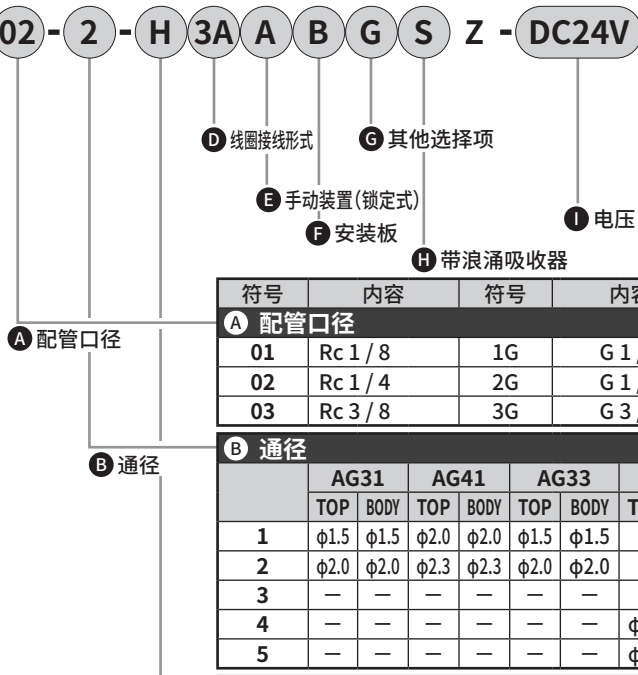 02 - 2 - H 3A A B G S Z - DC24V
D 线圈接线形式
G 其他选择项
E 手动装置(锁定式)
F 安装板
I 电压
H 带浪涌吸收器
A 配管口径
B 通径
符号 内容 符号
A 配管口径
01 Rc 1 / 8 1G G 1 /
02 Rc 1 / 4 2G G 1 /
03 Rc 3 / 8 3G G 3 /
B 通径
AG31 AG41 AG33
TOP BODY TOP BODY TOP BODY
1 φ1.5 φ1.5 φ2.0 φ2.0 φ1.5 φ1.5
2 φ2.0 φ2.0 φ2.3 φ2.3 φ2.0 φ2.0
3 － － － － － －
4 － － － － － －
5 － － － － － －